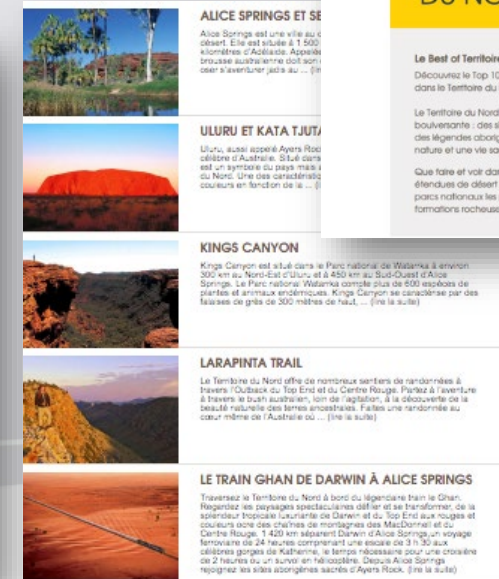 ALICE SPRINGS ET SE
Alice Springs est une ville au
désert. Elle est située à 1 500
kilomètres d'Adélaïde. Appelée
brousse australienne doit son
oser s'aventurer jadis au ...
ULURU ET KATA TJUTA
Uluru, aussi appelé Ayers Rock
célèbre d'Australie. Situé dans
est un symbole du pays mais
du Nord. Une des caractéristiq
couleurs en fonction de la ...
KINGS CANYON
Kings Canyon est situé dans le Parc national de Watarrka à environ
300 km au Nord-Est d'Uluru et à 450 km au Sud-Ouest d'Alice
Springs. Le Parc national Watarrka compte plus de 600 espèces de
plantes et animaux endémiques. Kings Canyon se caractérise par des
falaises de grès de 300 mètres de haut, ... (lire la suite)
LARAPINTA TRAIL
Le Territoire du Nord offre de nombreux sentiers de randonnées à
travers l'Outback du Top End et du Centre Rouge. Partez à l'aventure
à travers le bush australien, loin de l'agitation, à la découverte de la
beauté naturelle des terres ancestrales. Faites une randonnée au
cœur même de l'Australie où ... (lire la suite)
LE TRAIN GHAN DE DARWIN À ALICE SPRINGS
Traversez le Territoire du Nord à bord du légendaire train le Ghan.
Regardez les paysages spectaculaires défiler et se transformer, de la
splendeur tropicale luxuriante de Darwin et du Top End aux rouges et
couleurs ocre des chaînes de montagnes des MacDonnell et du
Centre Rouge. 1 420 km séparent Darwin d'Alice Springs,un voyage
ferroviaire de 24 heures comprenant une escale de 3 h 30 aux
célèbres gorges de Katherine, le temps nécessaire pour une croisière
de 2 heures ou un survol en hélicoptère. Depuis Alice Springs
rejoignez les sites aborigènes sacrés d'Ayers Rock. (lire la suite)
DU NO
Le Best of Territoire
Découvrez le Top 10
dans le Territoire du
Le Territoire du Nord
bouleversante : des s
des légendes aborig
nature et une vie sa
Que faire et voir dan
étendues de désert
parcs nationaux les
formations rocheuse